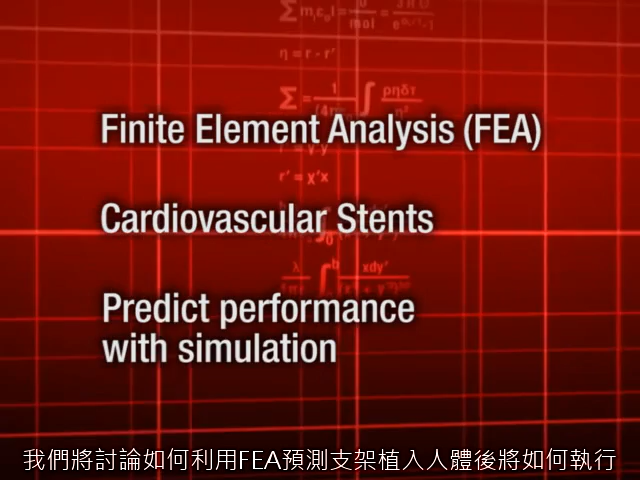 η = r - r'
Finite Element Analysis (FEA)
r' = χ'x
Cardiovascular Stents
xdy'
Predict performance
with simulation
我們將討論如何利用FEA預測支架植入人體後將如何執行